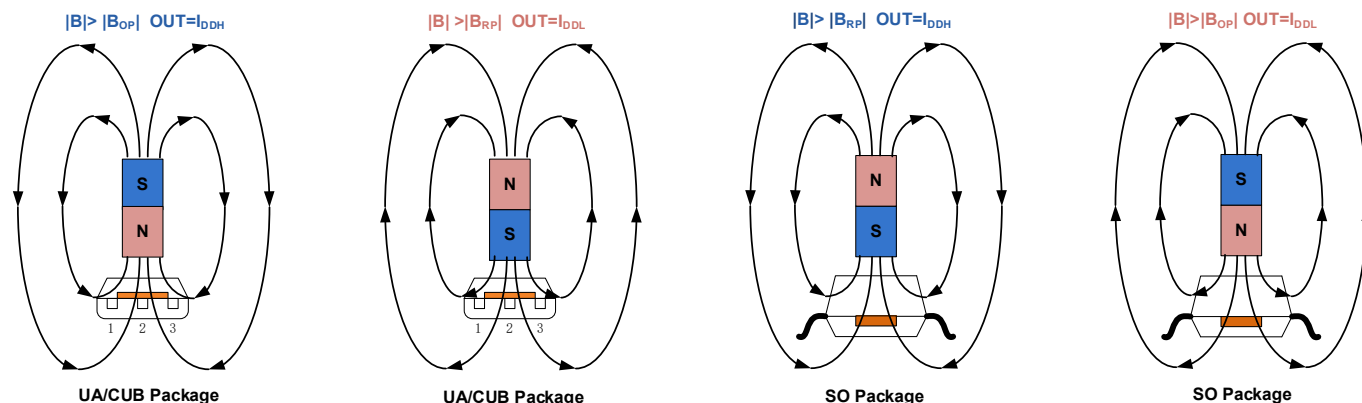 |B|> |BOP| OUT=IDDH
|B| >|BRP| OUT=IDDL
|B|> |BRP| OUT=IDDH
|B|>|BOP| OUT=IDDL
S
N
N
S
N
S
S
N
1 2 3
1 2 3
UA/CUB Package
UA/CUB Package
SO Package
SO Package